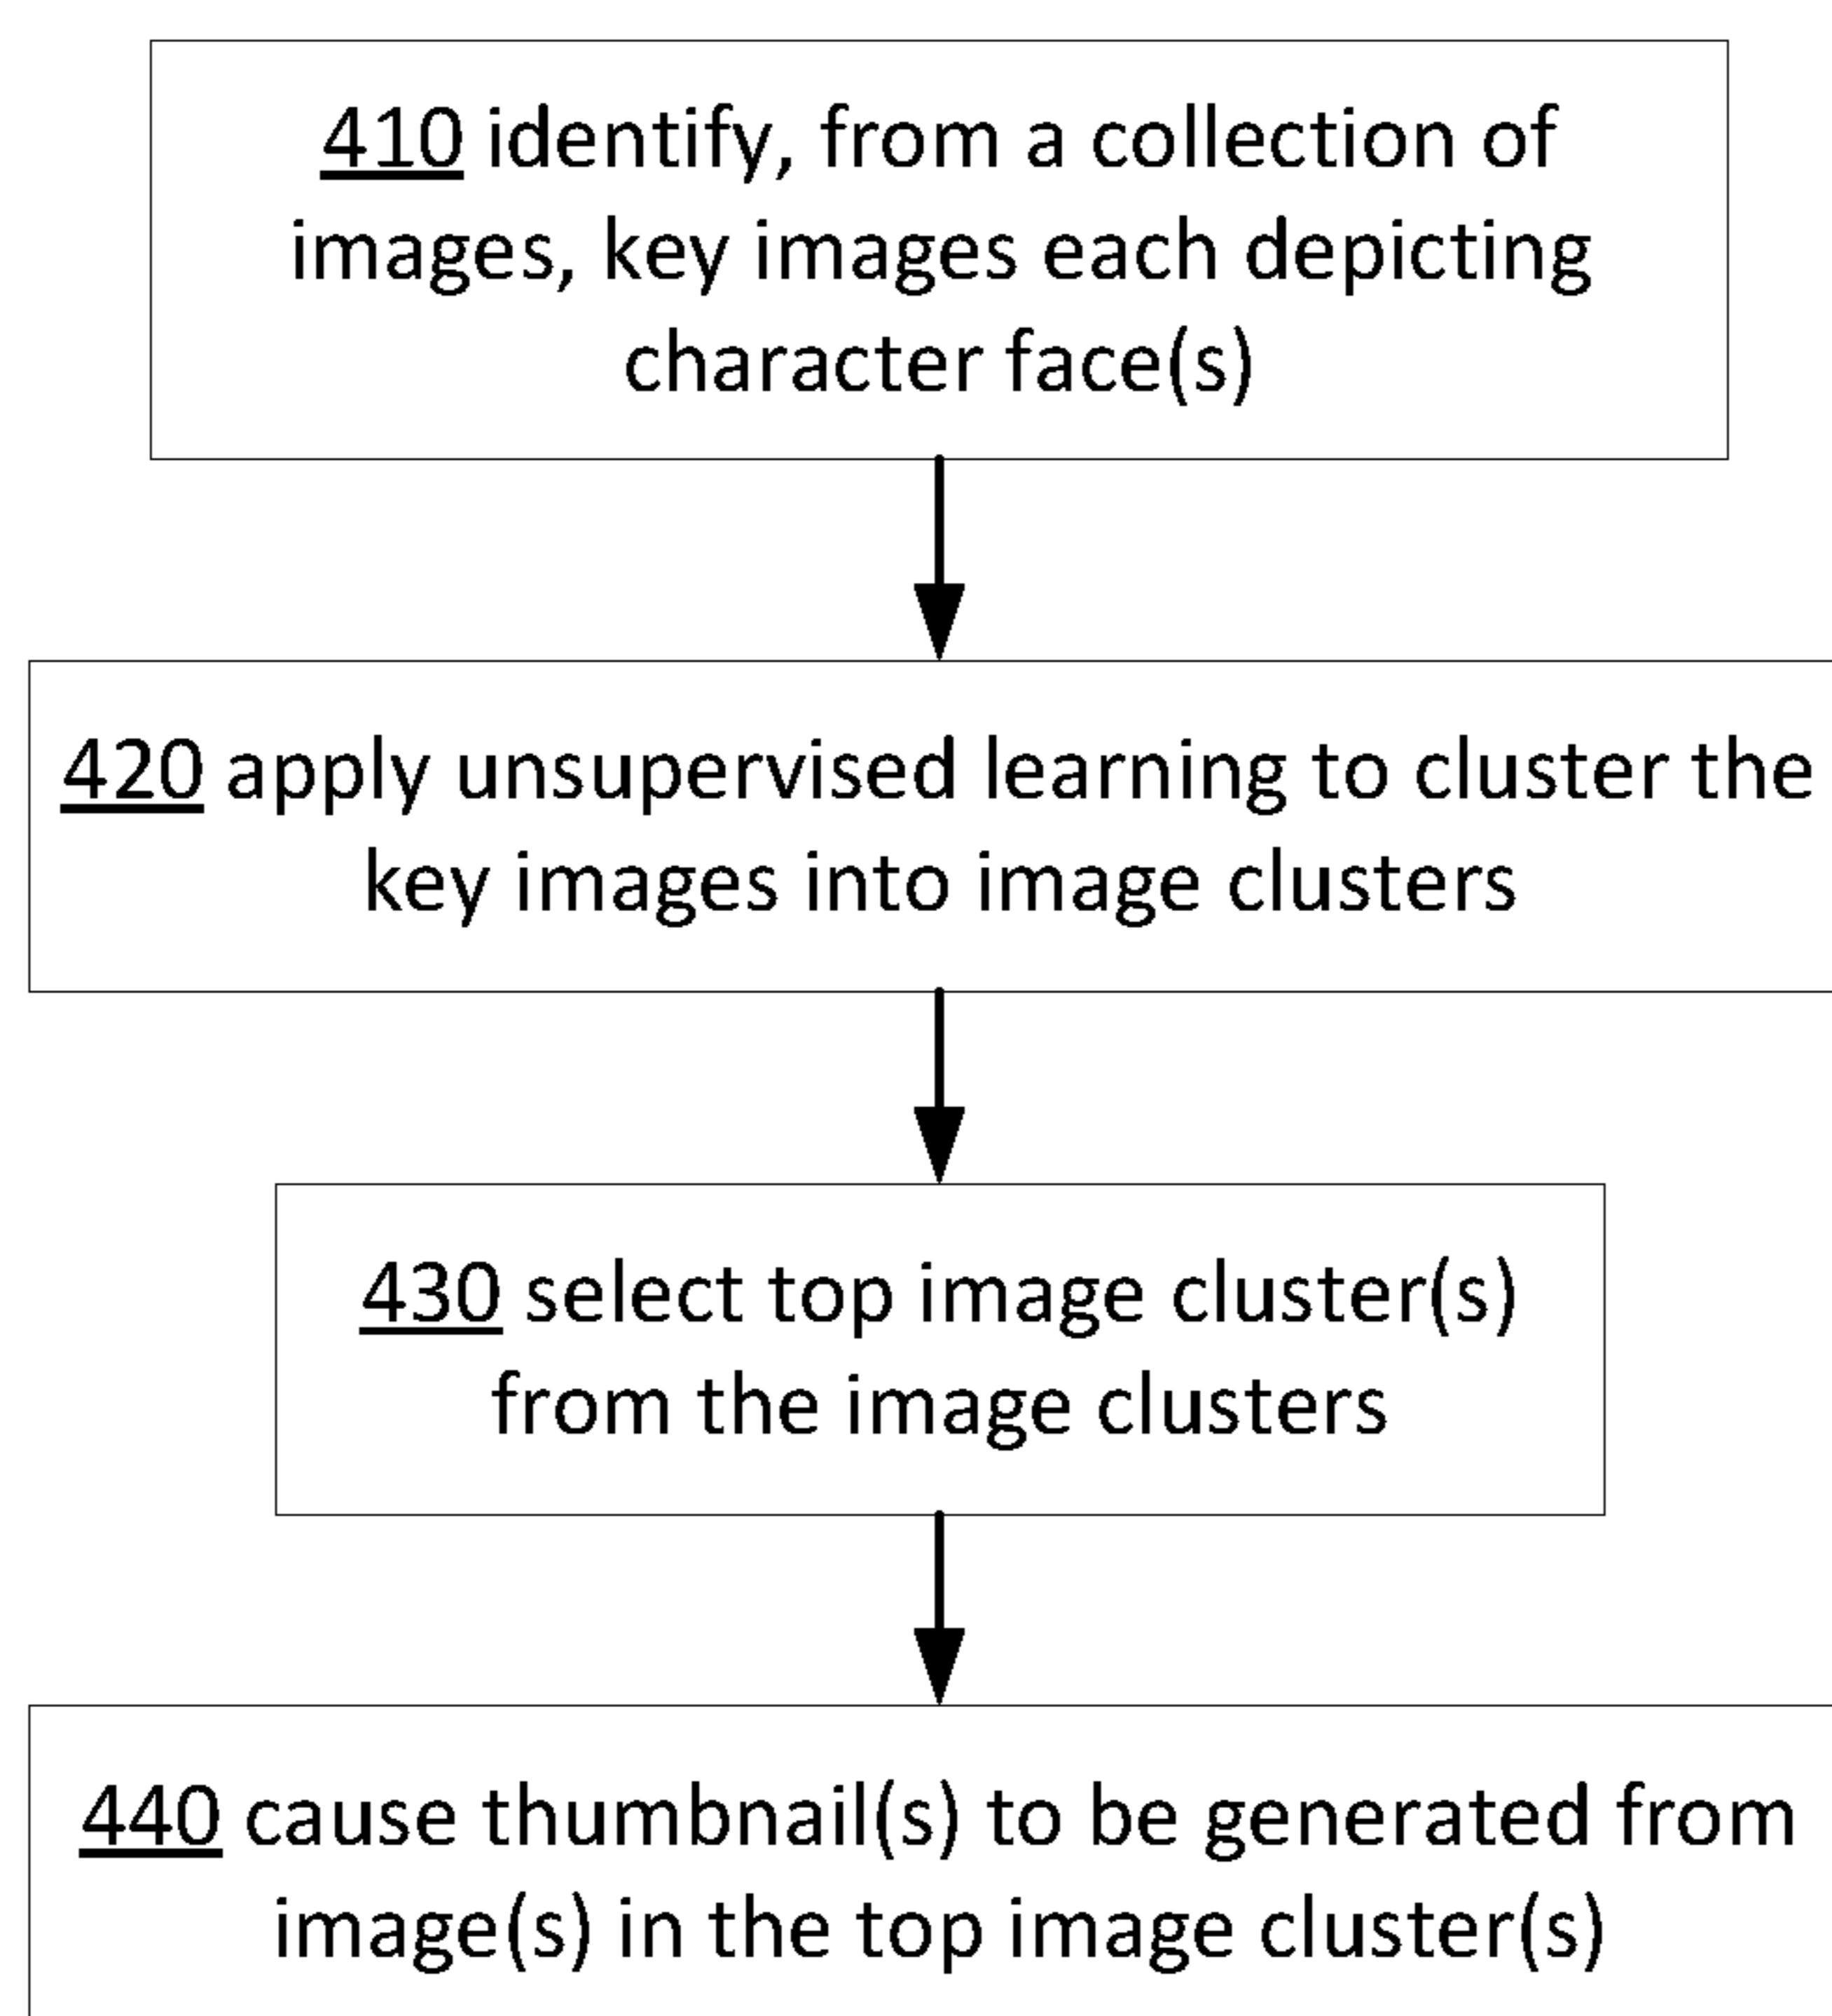 410 identify, from a collection of
images, key images each depicting
character face(s)
420 apply unsupervised learning to cluster the
key images into image clusters
430 select top image cluster(s)
from the image clusters
440 cause thumbnail(s) to be generated from
image(s) in the top image cluster(s)